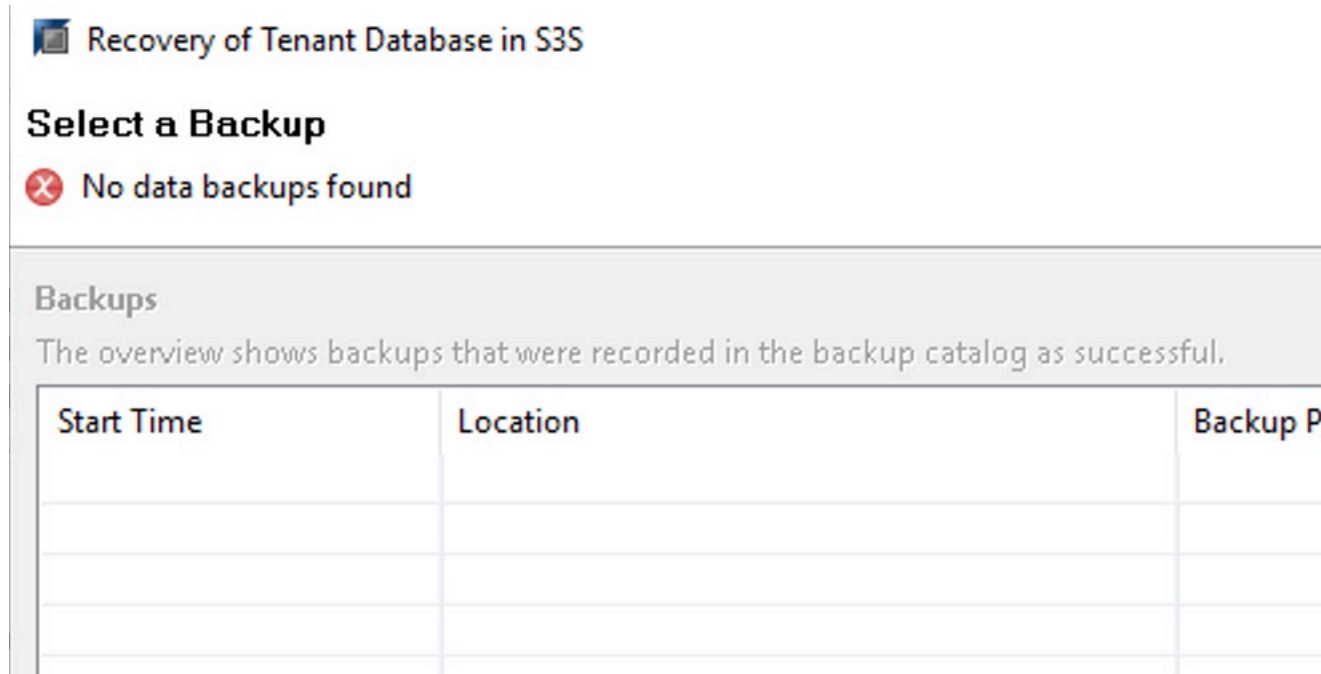 Recovery of Tenant Database in S3S
Select a Backup
No data backups found
Backups
The overview shows backups that were recorded in the backup catalog as successful.
Start Time Location Backup P